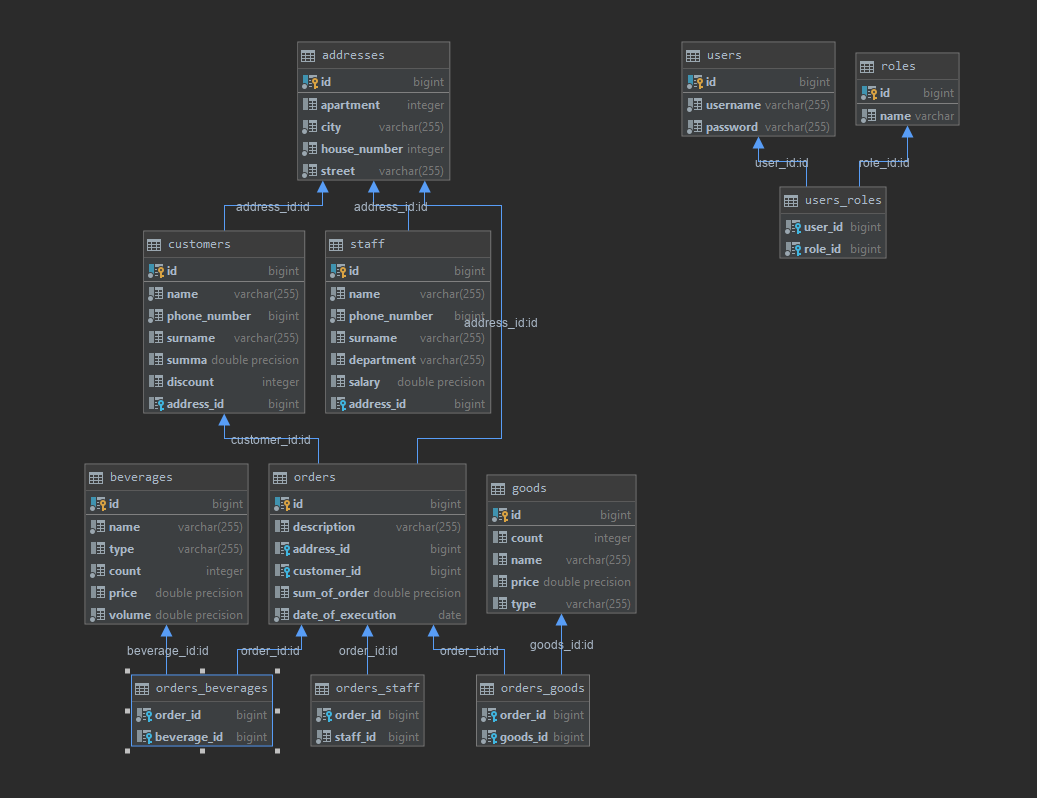 addresses
id bigint
apartment integer
city varchar(255)
house_number integer
street varchar(255)
users
id bigint
username varchar(255)
password varchar(255)
roles
id bigint
name varchar
user_id:id
role_id:id
users_roles
user_id bigint
role_id bigint
address_id:id
address_id:id
address_id:id
customers
id bigint
name varchar(255)
phone_number bigint
surname varchar(255)
summa double precision
discount integer
address_id bigint
staff
id bigint
name varchar(255)
phone_number bigint
surname varchar(255)
department varchar(255)
salary double precision
address_id bigint
customer_id:id
beverages
id bigint
name varchar(255)
type varchar(255)
count integer
price double precision
volume double precision
orders
id bigint
description varchar(255)
address_id bigint
customer_id bigint
sum_of_order double precision
date_of_execution date
goods
id bigint
count integer
name varchar(255)
price double precision
type varchar(255)
beverage_id:id
order_id:id
order_id:id
order_id:id
goods_id:id
orders_beverages
order_id bigint
beverage_id bigint
orders_staff
order_id bigint
staff_id bigint
orders_goods
order_id bigint
goods_id bigint